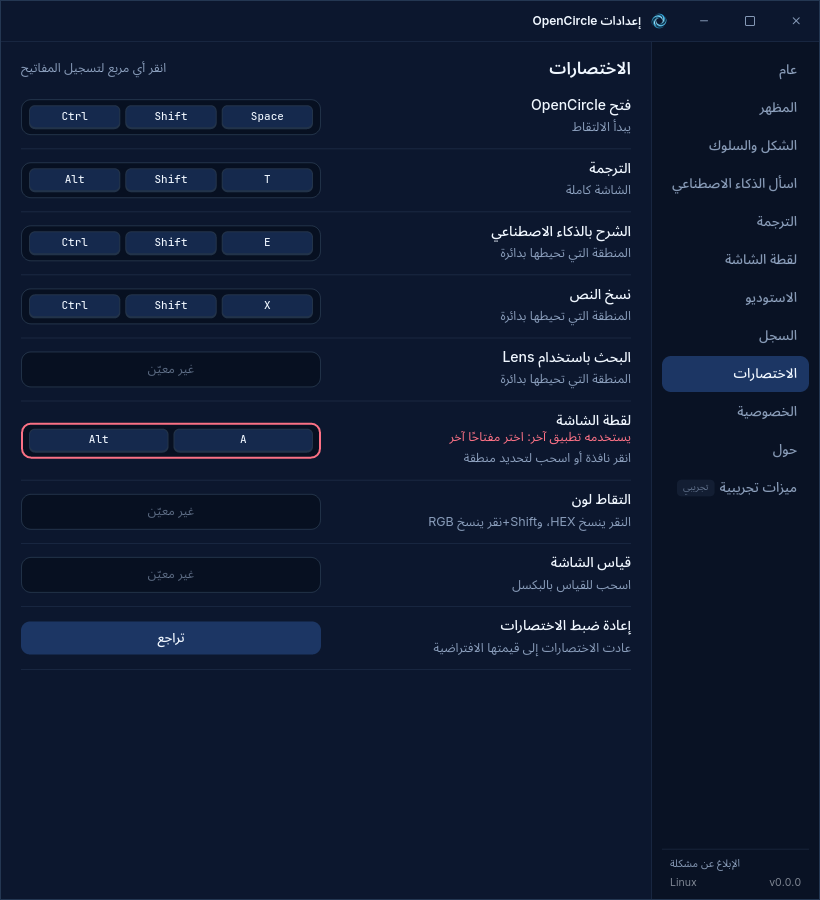 إعدادات OpenCircle
عام
المظهر
الشكل والسلوك
اسأل الذكاء الاصطناعي
الترجمة
لقطة الشاشة
الاستوديو
السجل
الاختصارات
الخصوصية
حول
ميزات تجريبية تجريبي
الإبلاغ عن مشكلة
v0.0.0 Linux
الاختصارات
انقر أي مربع لتسجيل المفاتيح
فتح OpenCircle
يبدأ الالتقاط
Ctrl Shift Space
الترجمة
الشاشة كاملة
Alt Shift T
الشرح بالذكاء الاصطناعي
المنطقة التي تحيطها بدائرة
Ctrl Shift E
نسخ النص
المنطقة التي تحيطها بدائرة
Ctrl Shift X
البحث باستخدام Lens
المنطقة التي تحيطها بدائرة
غير معيّن
لقطة الشاشة
يستخدمه تطبيق آخر: اختر مفتاحًا آخر
انقر نافذة أو اسحب لتحديد منطقة
Alt A
التقاط لون
النقر ينسخ HEX، وShift+نقر ينسخ RGB
غير معيّن
قياس الشاشة
اسحب للقياس بالبكسل
غير معيّن
إعادة ضبط الاختصارات
عادت الاختصارات إلى قيمتها الافتراضية
تراجع